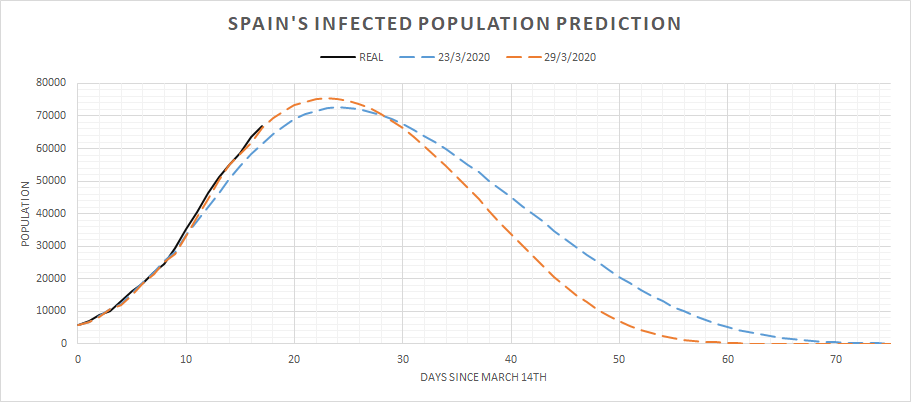 SPAIN'S INFECTED POPULATION PREDICTION
REAL 23/3/2020 29/3/2020
80000
70000
60000
50000
40000
30000
20000
10000
0
POPULATION
0 10 20 30 40 50 60 70
DAYS SINCE MARCH 14TH